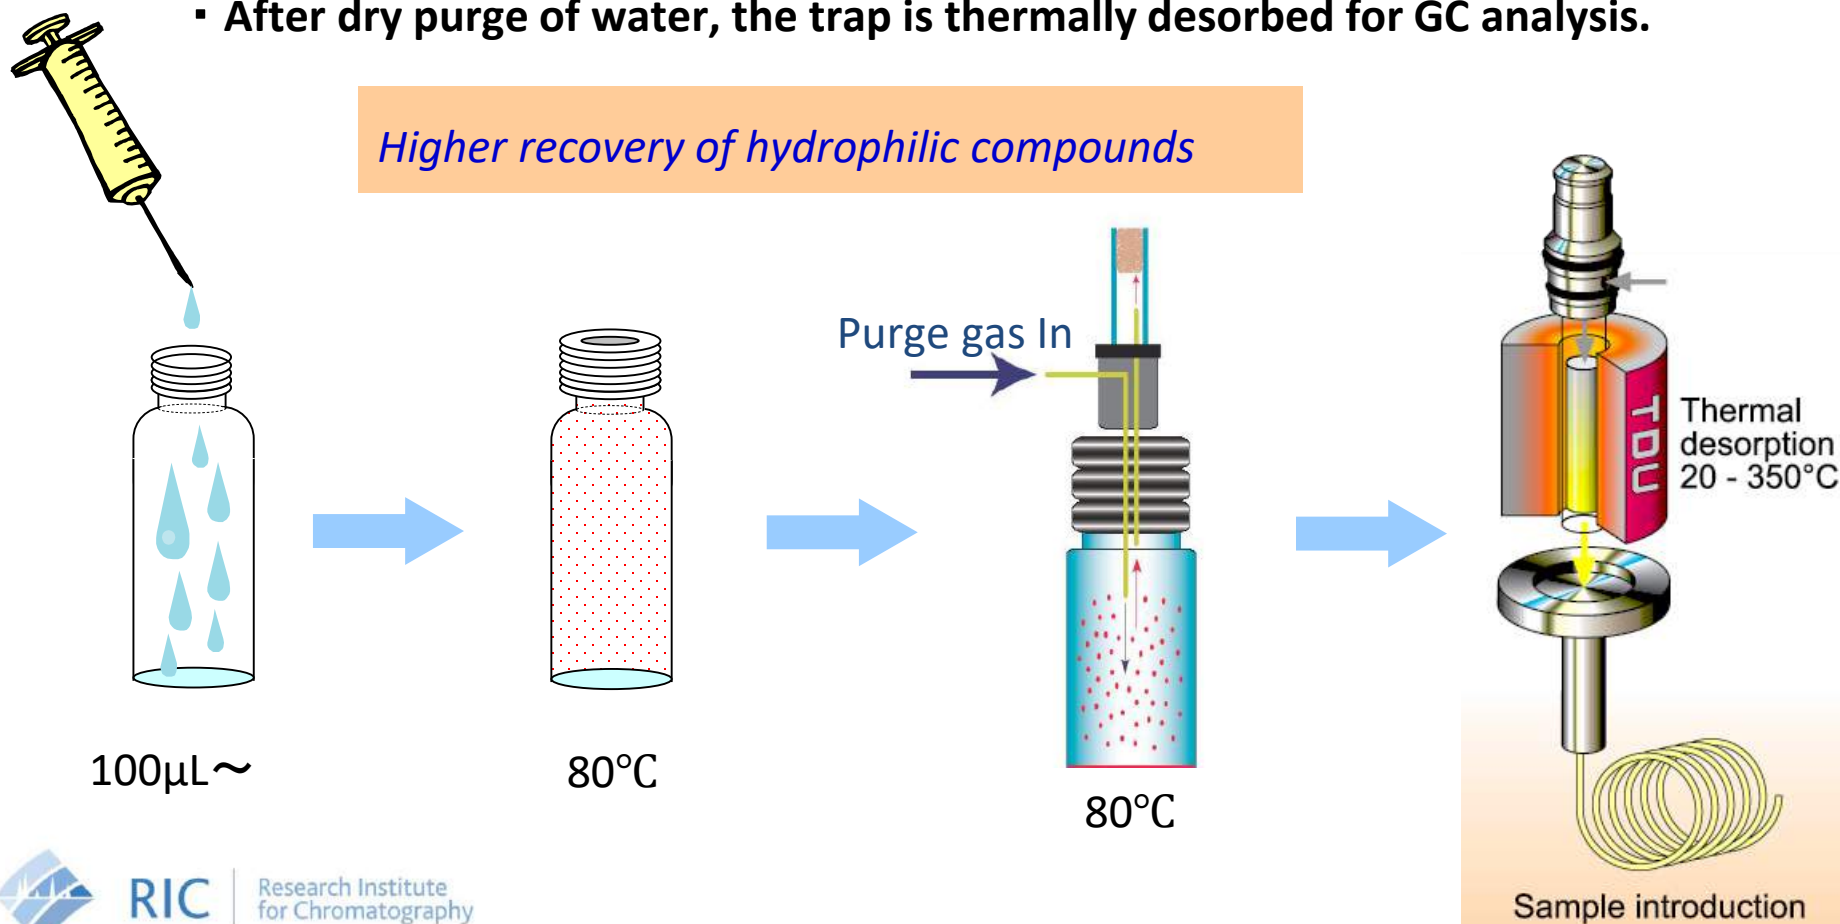 ▪ After dry purge of water, the trap is thermally desorbed for GC analysis.
Higher recovery of hydrophilic compounds
Purge gas In
TDU
Thermal
desorption
20 - 350°C
100µL～
80℃
80℃
Sample introduction
RIC
Research Institute
for Chromatography